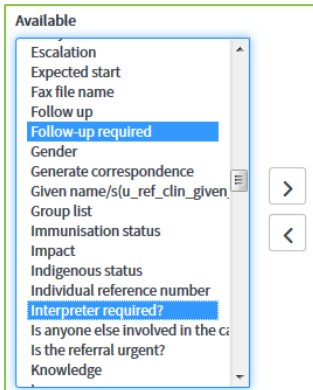 Available
Escalation
Expected start
Fax file name
Follow up
Follow-up required
Gender
Generate correspondence
Given name/s(u_ref_clin_given_
Group list
Immunisation status
Impact
Indigenous status
Individual reference number
Interpreter required?
Is anyone else involved in the ca
Is the referral urgent?
Knowledge